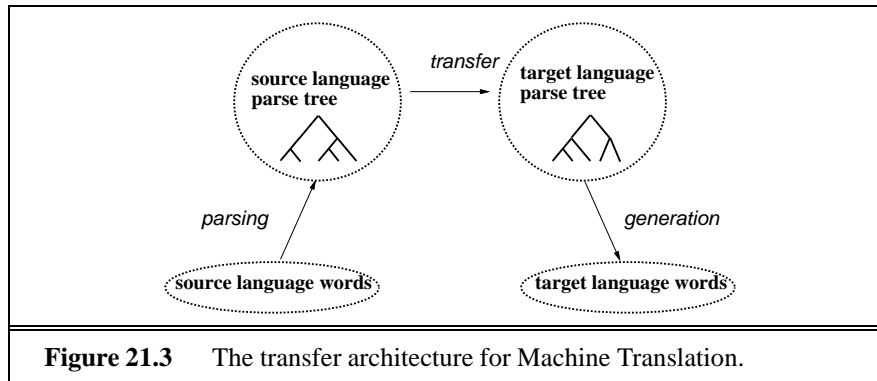 transfer
source language
parse tree
target language
parse tree
parsing
generation
source language words
target language words
Figure 21.3 The transfer architecture for Machine Translation.